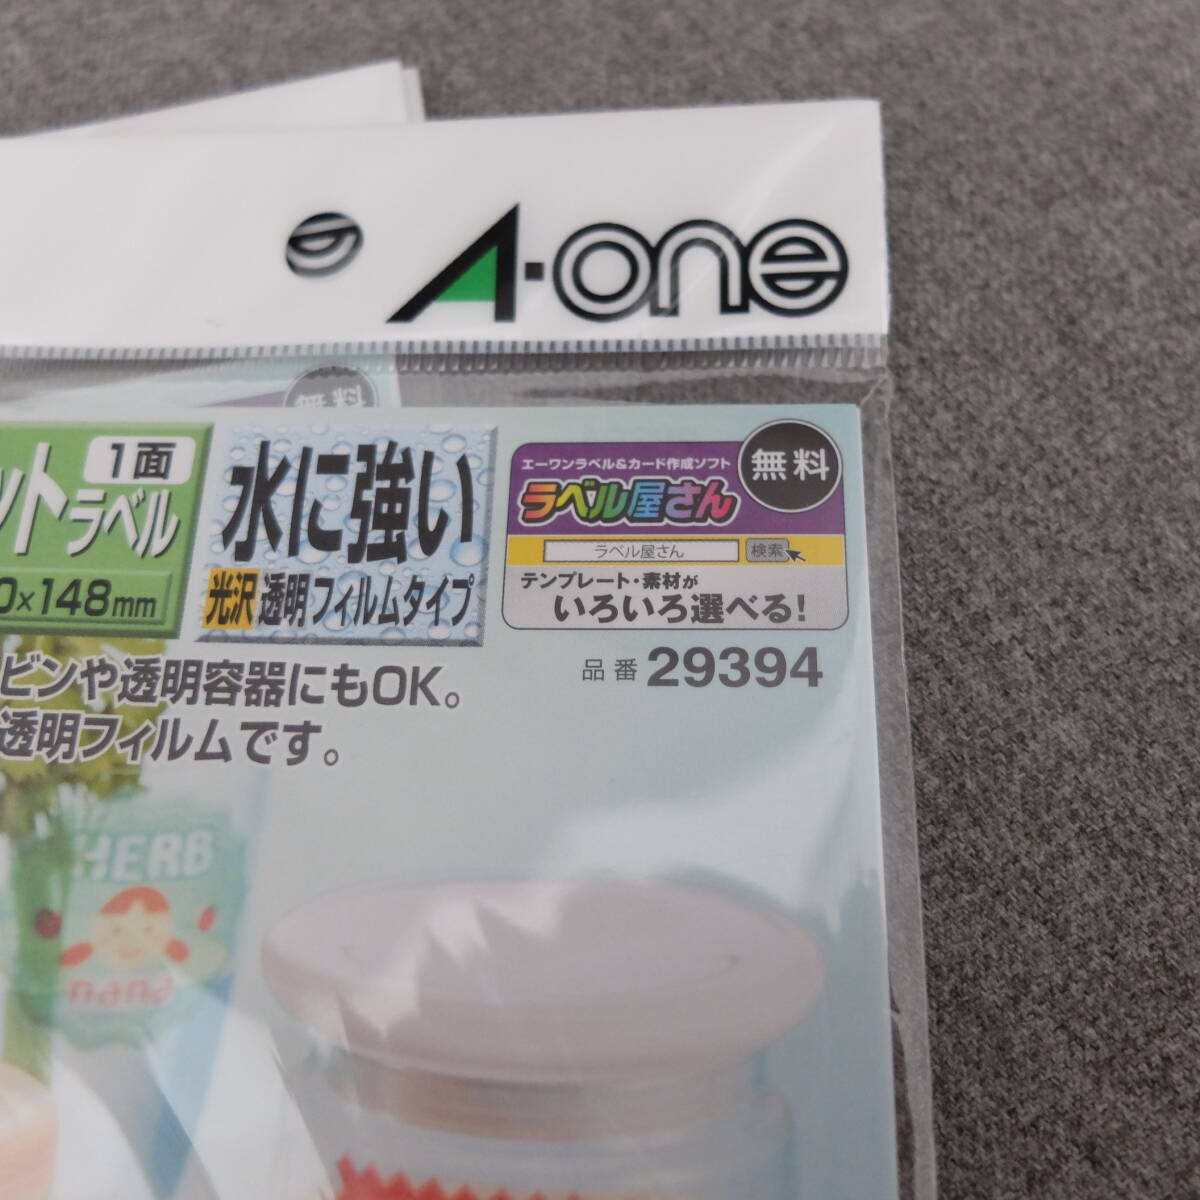 A-one
無料
ットラベル
1面
0×148mm
水に強い
光沢 透明フィルムタイプ
エーワンラベル&カード作成ソフト
無料
ラベル屋さん
ラベル屋さん 検索
テンプレート・素材が
いろいろ選べる!
品番 29394
ビンや透明容器にもOK。
透明フィルムです。
HERB
nana